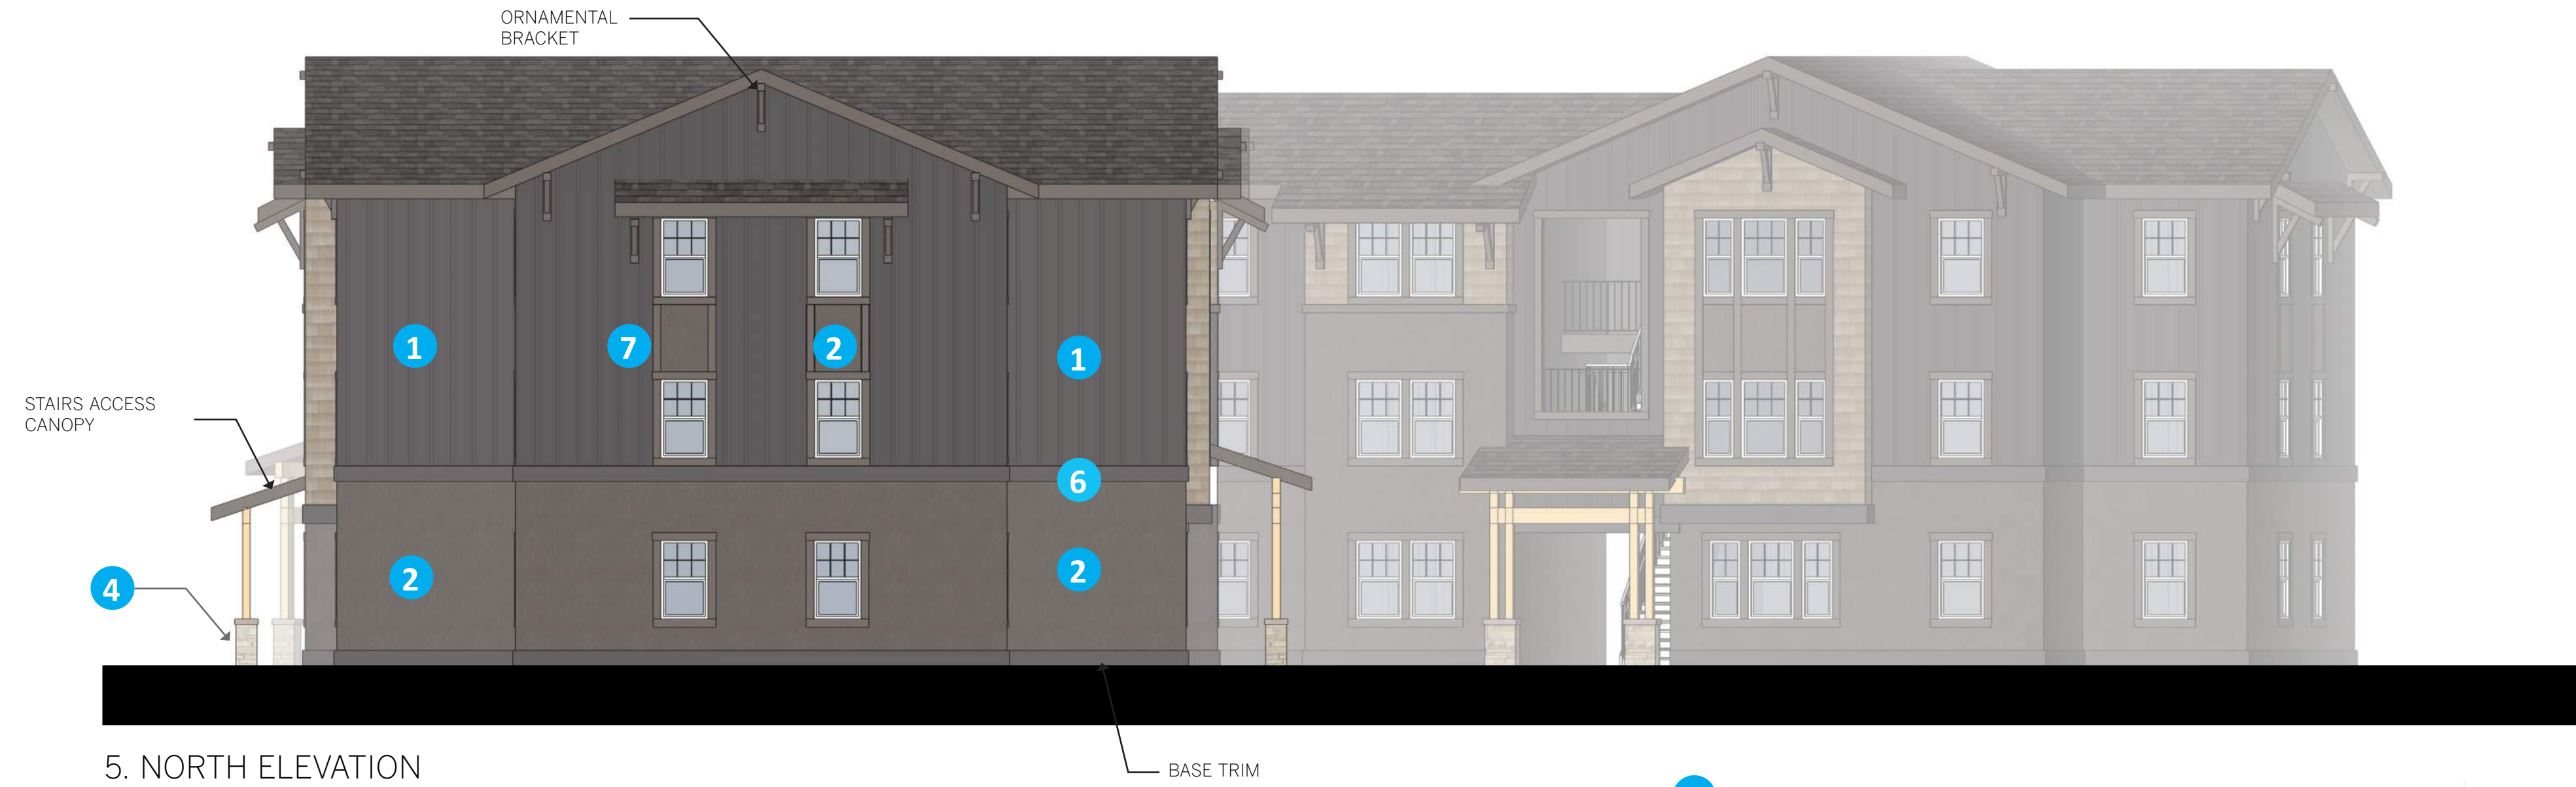 ORNAMENTAL
BRACKET
1
7
2
1
STAIRS ACCESS
CANOPY
6
2
2
4
5. NORTH ELEVATION
BASE TRIM